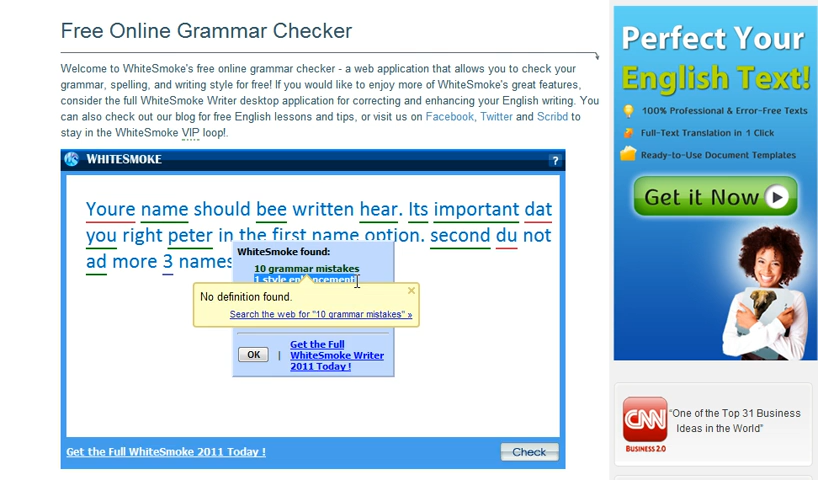 Free Online Grammar Checker
Welcome to WhiteSmoke's free online grammar checker - a web application that allows you to check your
grammar, spelling, and writing style for free! If you would like to enjoy more of WhiteSmoke's great features,
consider the full WhiteSmoke Writer desktop application for correcting and enhancing your English writing. You
can also check out our blog for free English lessons and tips, or visit us on Facebook, Twitter and Scribd to
stay in the WhiteSmoke VIP loop!.
WHITESMOKE
?
Youre name should bee written hear. Its important dat
you right peter in the first name option. second du not
ad more 3 names
WhiteSmoke found:
10 grammar mistakes
1 style enhancement
No definition found.
Search the web for "10 grammar mistakes" »
OK | Get the Full
WhiteSmoke Writer
2011 Today !
Get the Full WhiteSmoke 2011 Today !
Check
Perfect Your
English Text!
100% Professional & Error-Free Texts
Full-Text Translation in 1 Click
Ready-to-Use Document Templates
Get it Now
CNN
BUSINESS 2.0
"One of the Top 31 Business
Ideas in the World"